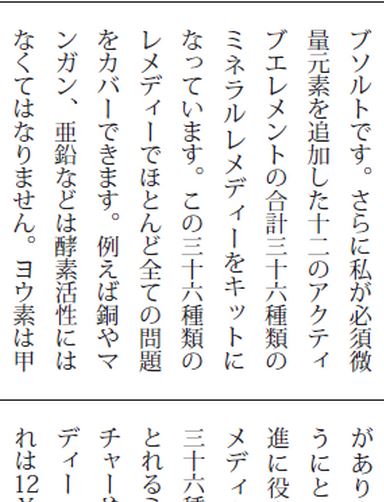 ブソルトです。さらに私が必須微
量元素を追加した十二のアクティ
ブエレメントの合計三十六種類の
ミネラルレメディーをキットに
なっています。この三十六種類の
レメディーでほとんど全ての問題
をカバーできます。例えば銅やマ
ンガン、亜鉛などは酵素活性には
なくてはなりません。ヨウ素は甲
があり
うにと
進に役
メディ
三十六種
とれる
チャー
ディー
れは12